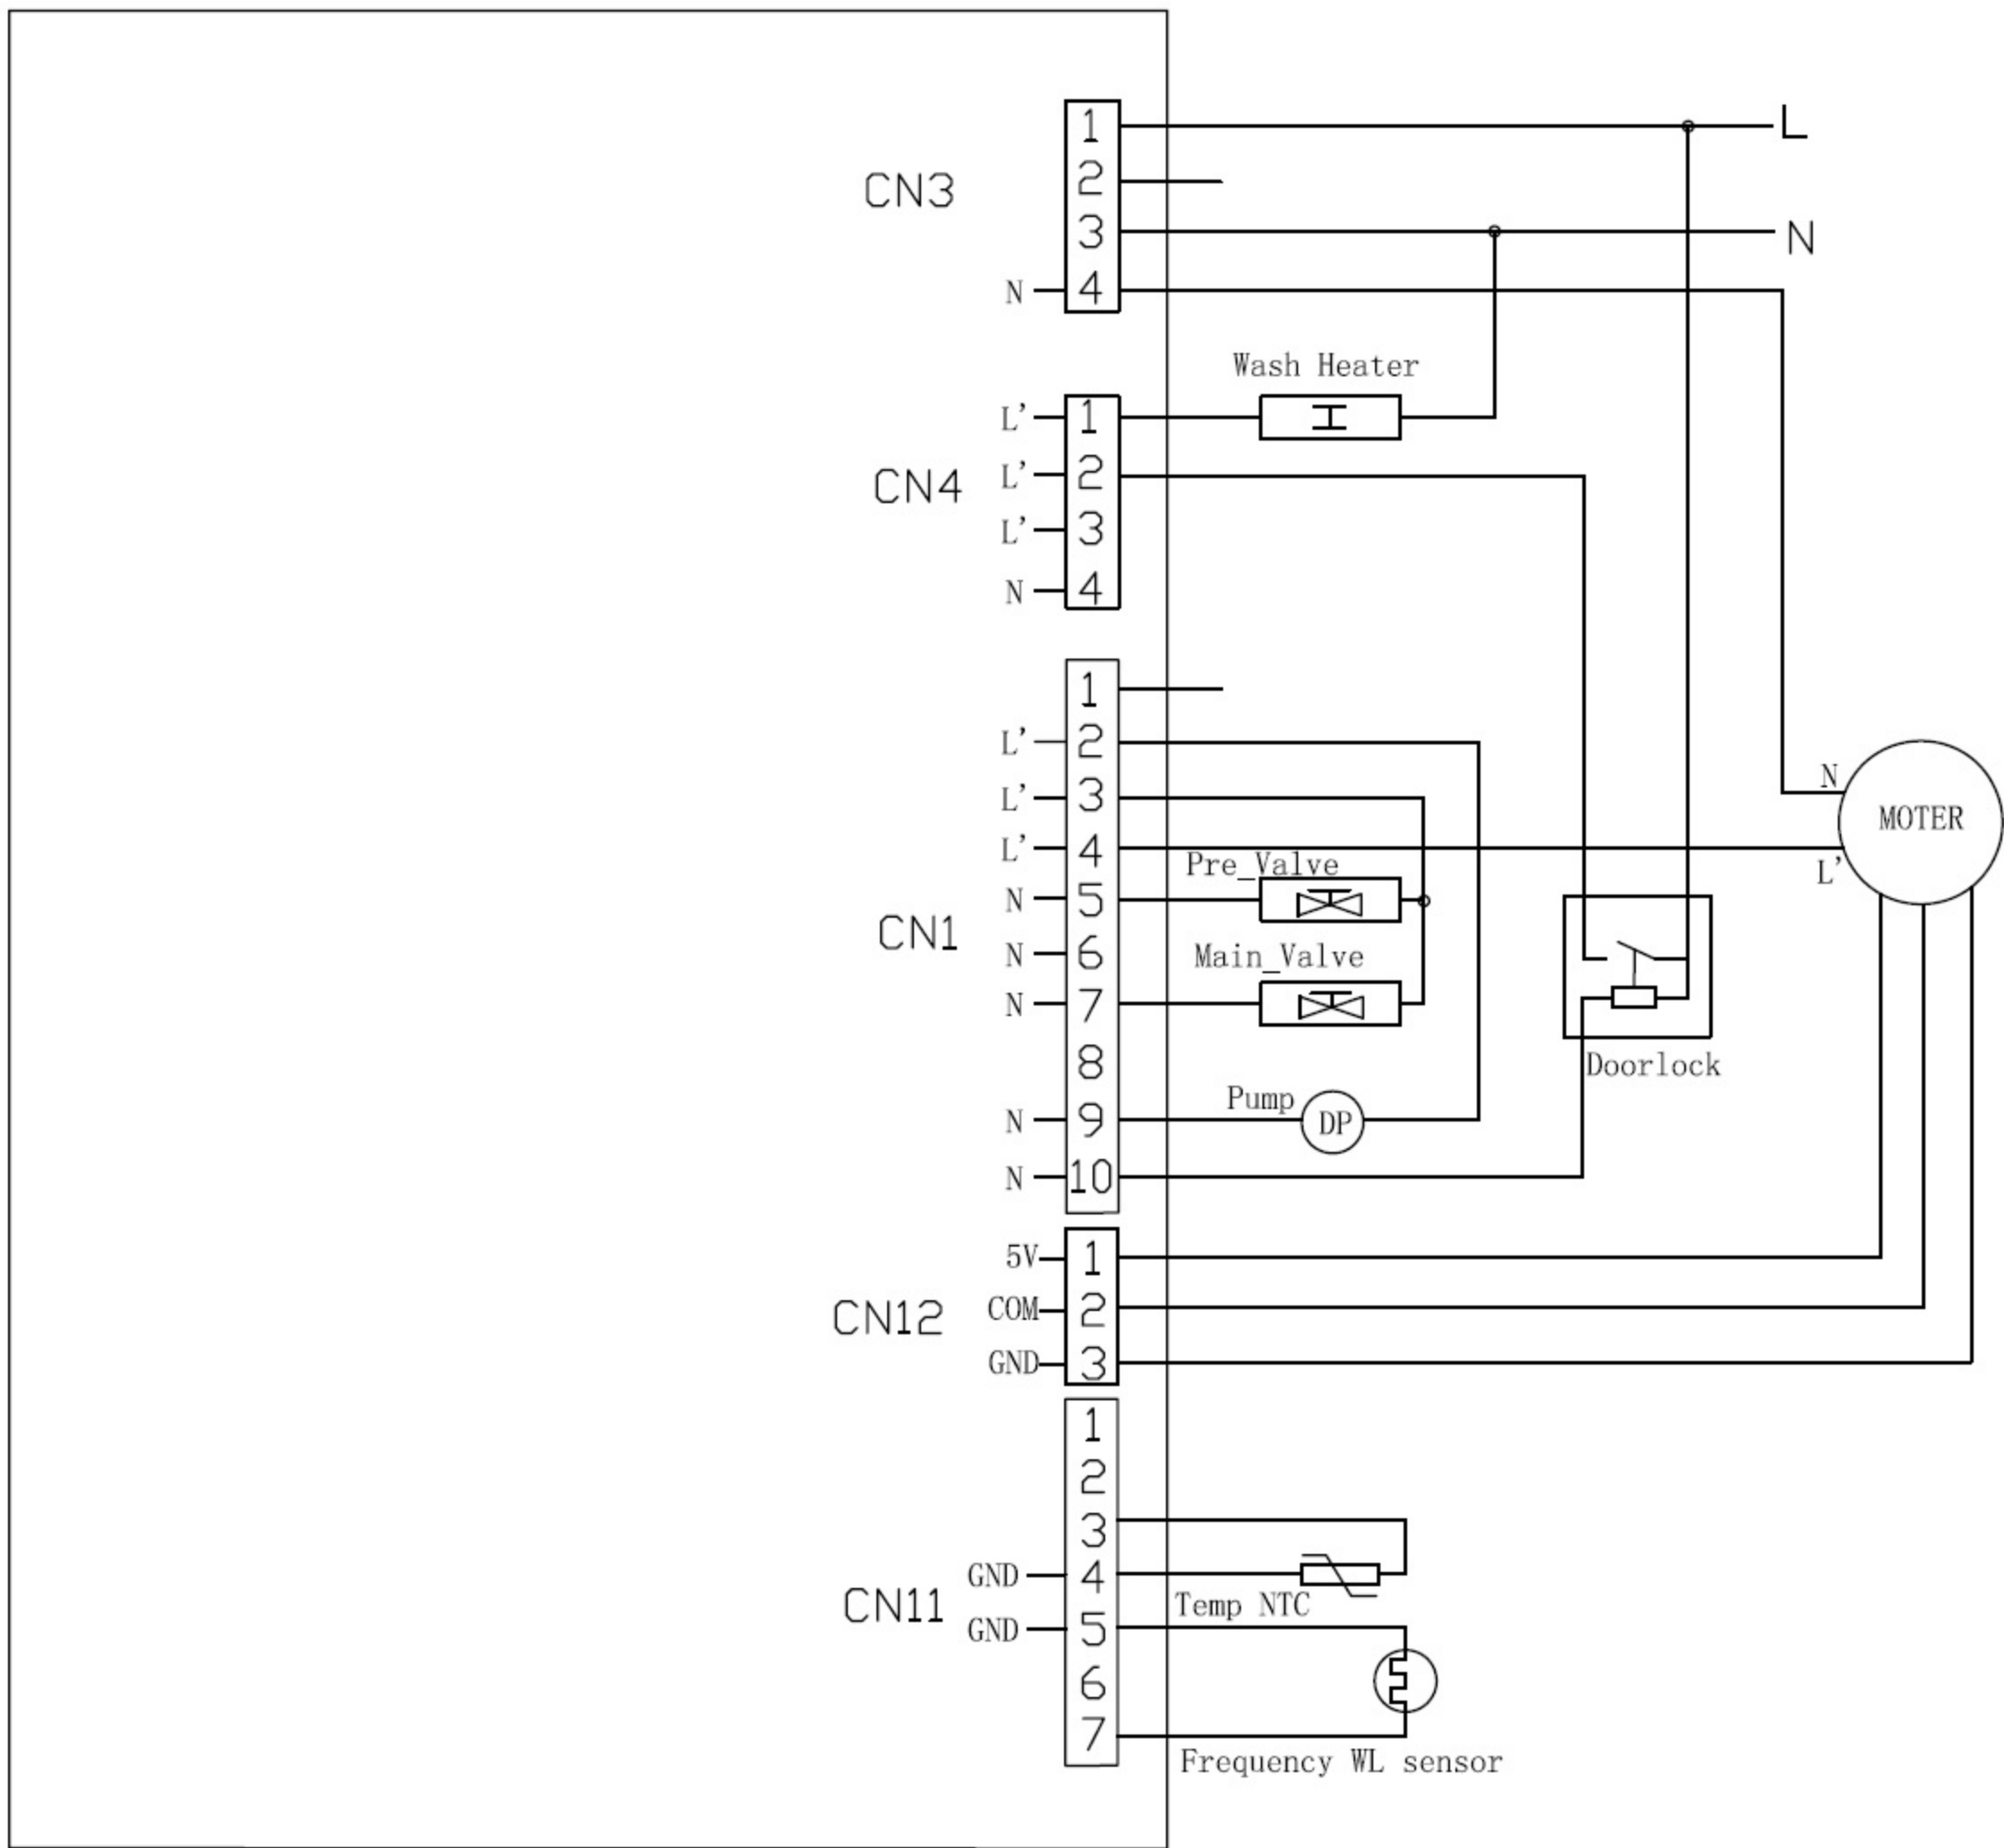 CN3
1
L
2
3
N
N
4
Wash Heater
CN4
L'
1
L'
2
L'
3
N
4
CN1
1
L'
2
L'
3
L'
4
N
5
N
6
N
7
8
N
9
N
10
Pre_Valve
Main_Valve
Pump
DP
Doorlock
N
MOTER
L'
CN12
5V
1
COM
2
GND
3
CN11
1
2
3
GND
4
GND
5
6
7
Temp NTC
Frequency WL sensor